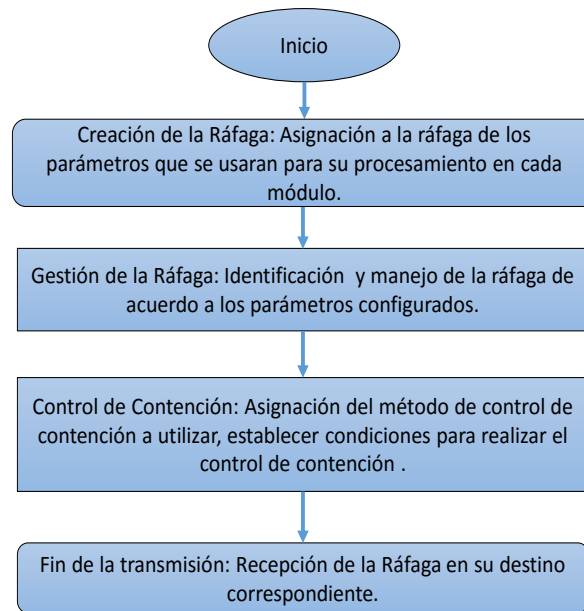 Inicio
Creación de la Ráfaga: Asignación a la ráfaga de los
parámetros que se usaran para su procesamiento en cada
módulo.
Gestión de la Ráfaga: Identificación y manejo de la ráfaga de
acuerdo a los parámetros configurados.
Control de Contención: Asignación del método de control de
contención a utilizar, establecer condiciones para realizar el
control de contención .
Fin de la transmisión: Recepción de la Ráfaga en su destino
correspondiente.